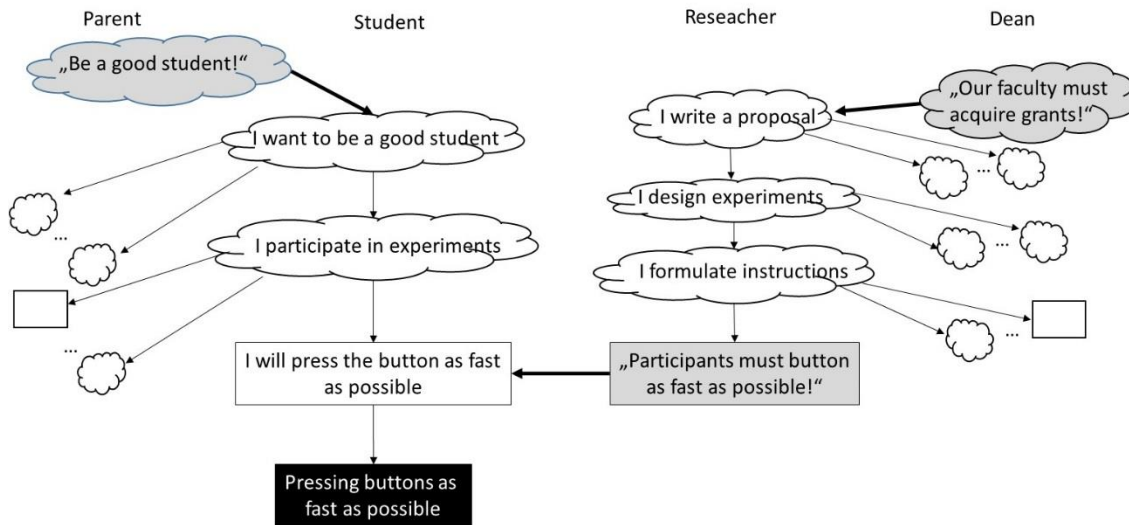 Parent
Student
Reseacher
Dean
„Be a good student!“
I want to be a good student
...
I participate in experiments
...
I will press the button as fast
as possible
Pressing buttons as
fast as possible
„Our faculty must
acquire grants!“
I write a proposal
...
I design experiments
...
I formulate instructions
...
„Participants must button
as fast as possible!“